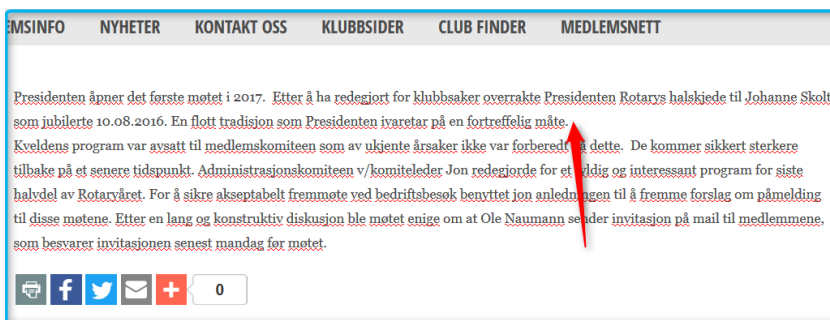 EMSINFO NYHETER KONTAKT OSS KLUBBSIDER CLUB FINDER MEDLEMSNETT
Presidenten åpner det første møtet i 2017. Etter å ha redegjort for klubbsaker overrakte Presidenten Rotarys halskjede til Johanne Skolt
som jubilerte 10.08.2016. En flott tradisjon som Presidenten ivaretar på en fortreffelig måte.
Kveldens program var avsatt til medlemskomiteen som av ukjente årsaker ikke var forberedt på dette. De kommer sikkert sterkere
tilbake på et senere tidspunkt. Administrasjonskomiteen v/komiteleder Jon redegjorde for et fyldig og interessant program for siste
halvdel av Rotaryåret. For å sikre akseptabelt fremmøte ved bedriftsbesøk benyttet jon anledningen til å fremme forslag om påmelding
til disse møtene. Etter en lang og konstruktiv diskusjon ble møtet enige om at Ole Naumann sender invitasjon på mail til medlemmene,
som besvarer invitasjonen senest mandag før møtet.
0